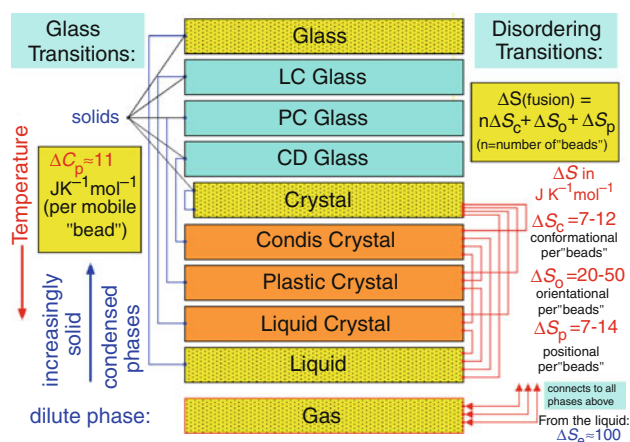 Glass
Transitions:
solids
Temperature
ΔCp≈11
JK⁻¹mol⁻¹
(per mobile
"bead")
increasingly
solid
condensed
phases
dilute phase:
Glass
LC Glass
PC Glass
CD Glass
Crystal
Condis Crystal
Plastic Crystal
Liquid Crystal
Liquid
Gas
Disordering
Transitions:
ΔS(fusion) =
nΔSc+ΔSo+ΔSp
(n=number of"beads")
ΔS in
J K⁻¹mol⁻¹
ΔSc=7-12
conformational
per"beads"
ΔSo=20-50
orientational
per"beads"
ΔSp=7-14
positional
per"beads"
connects to all
phases above
From the liquid:
ΔSe≈100